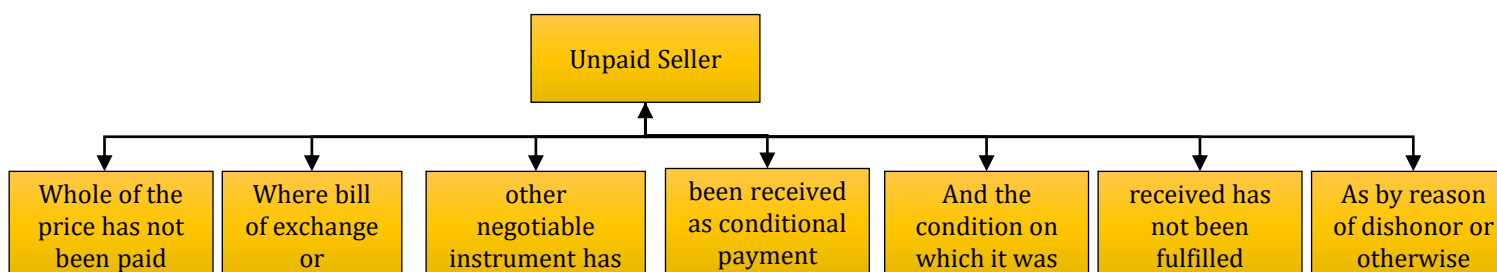 Unpaid Seller
Whole of the
price has not
been paid
Where bill
of exchange
or
other
negotiable
instrument has
been received
as conditional
payment
And the
condition on
which it was
received has
not been
fulfilled
As by reason
of dishonor or
otherwise